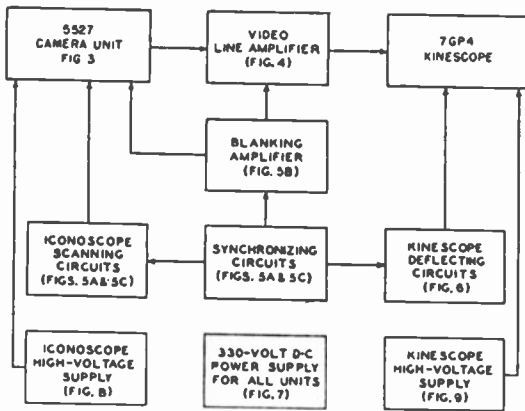 5527
CAMERA UNIT
FIG 3
VIDEO
LINE AMPLIFIER
(FIG. 4)
7GP4
KINESCOPE
BLANKING
AMPLIFIER
(FIG. 5B)
ICONOSCOPE
SCANNING
CIRCUITS
(FIGS. 5A & 5C)
SYNCHRONIZING
CIRCUITS
(FIGS. 5A & 5C)
KINESCOPE
DEFLECTING
CIRCUITS
(FIG. 6)
ICONOSCOPE
HIGH-VOLTAGE
SUPPLY
(FIG. 8)
330-VOLT D-C
POWER SUPPLY
FOR ALL UNITS
(FIG. 7)
KINESCOPE
HIGH-VOLTAGE
SUPPLY
(FIG. 9)